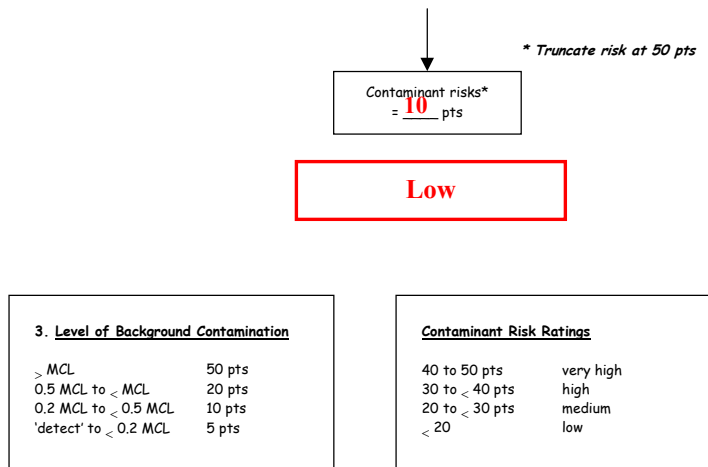 * Truncate risk at 50 pts
Contaminant risks*
= 10 pts
Low
3. Level of Background Contamination
> MCL 50 pts
0.5 MCL to < MCL 20 pts
0.2 MCL to < 0.5 MCL 10 pts
‘detect’ to < 0.2 MCL 5 pts
Contaminant Risk Ratings
40 to 50 pts very high
30 to < 40 pts high
20 to < 30 pts medium
< 20 low